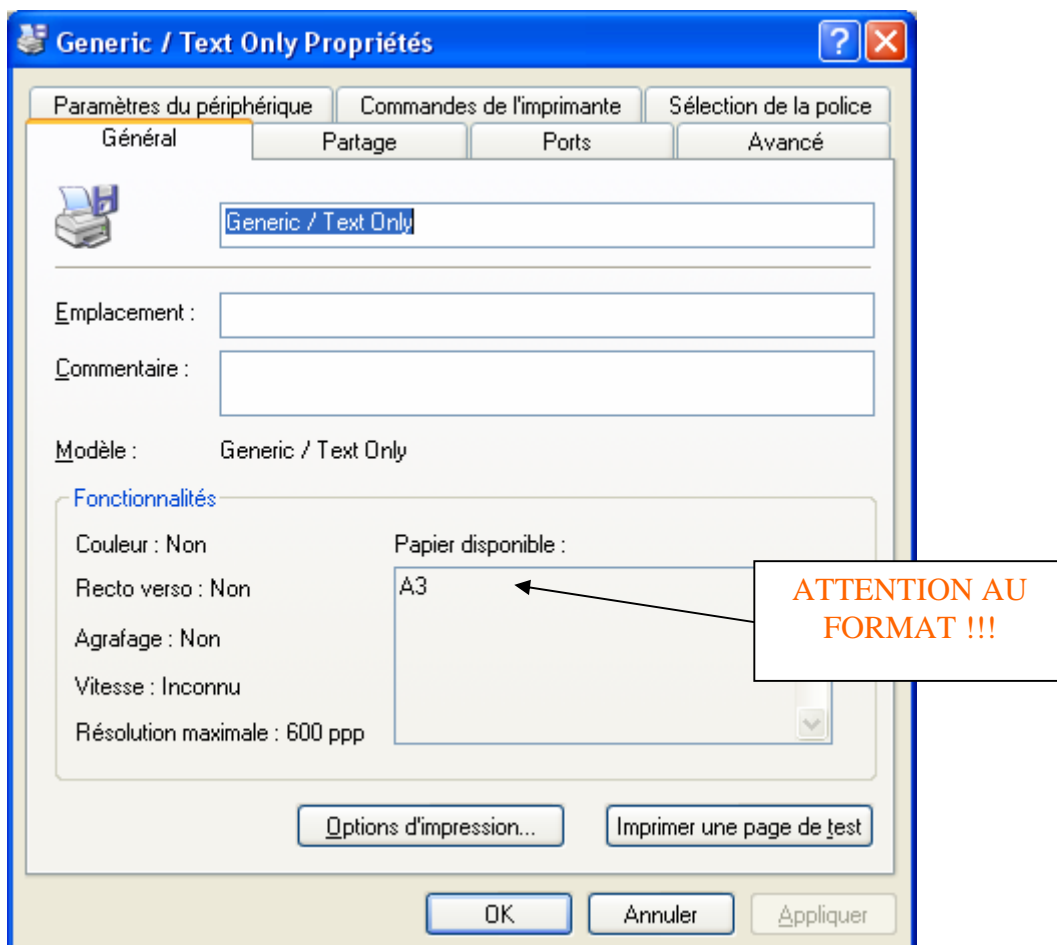 Generic / Text Only Propriétés
Paramètres du périphérique
Commandes de l'imprimante
Sélection de la police
Général
Partage
Ports
Avancé
Generic / Text Only
Emplacement :
Commentaire :
Modèle : Generic / Text Only
Fonctionnalités
Couleur : Non
Recto verso : Non
Agrafage : Non
Vitesse : Inconnu
Résolution maximale : 600 ppp
Papier disponible :
A3
ATTENTION AU
FORMAT !!!
Options d'impression...
Imprimer une page de test
OK
Annuler
Appliquer